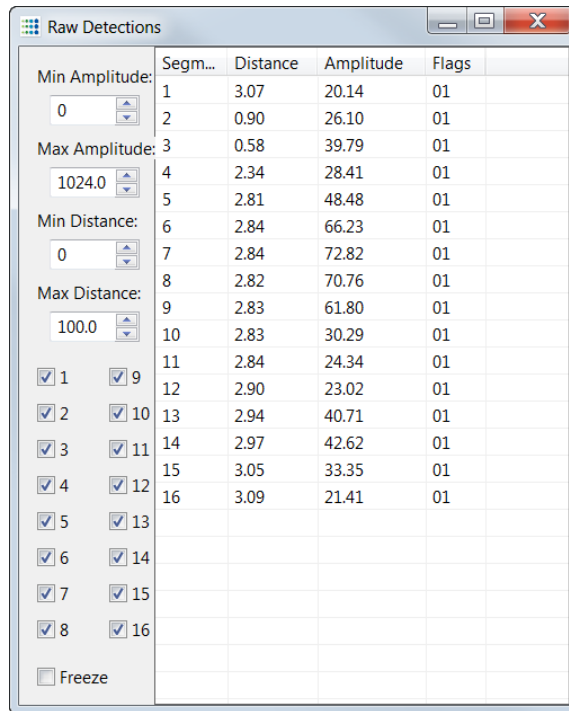 Raw Detections
Min Amplitude:
0
Max Amplitude:
1024.0
Min Distance:
0
Max Distance:
100.0
1 9
2 10
3 11
4 12
5 13
6 14
7 15
8 16
Freeze
Segm... Distance Amplitude Flags
1 3.07 20.14 01
2 0.90 26.10 01
3 0.58 39.79 01
4 2.34 28.41 01
5 2.81 48.48 01
6 2.84 66.23 01
7 2.84 72.82 01
8 2.82 70.76 01
9 2.83 61.80 01
10 2.83 30.29 01
11 2.84 24.34 01
12 2.90 23.02 01
13 2.94 40.71 01
14 2.97 42.62 01
15 3.05 33.35 01
16 3.09 21.41 01